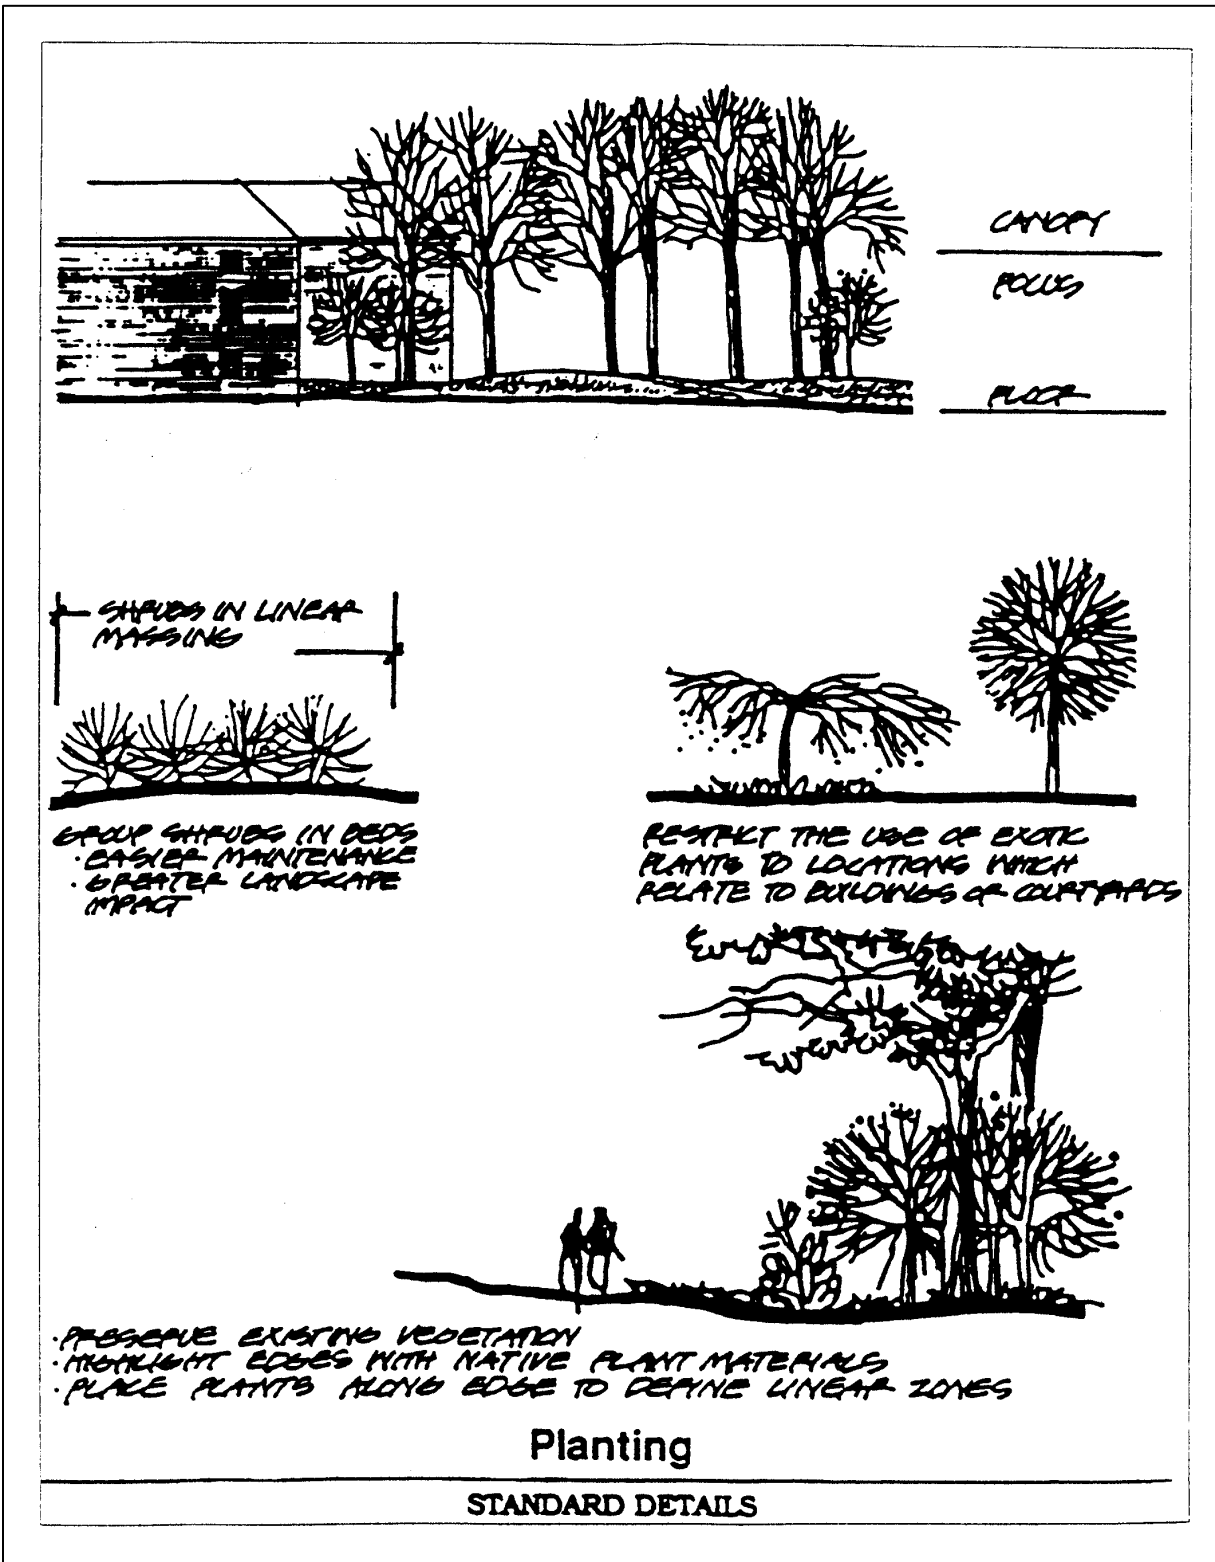 CANOPY
FOCUS
FLOOR
SHRUBS IN LINEAR
MASSING
GROUP SHRUBS IN BEDS
· EASIER MAINTENANCE
· GREATER LANDSCAPE
IMPACT
RESTRICT THE USE OF EXOTIC
PLANTS TO LOCATIONS WHICH
RELATE TO BUILDINGS OR COURTYARDS
· PRESERVE EXISTING VEGETATION
· HIGHLIGHT EDGES WITH NATIVE PLANT MATERIALS
· PLACE PLANTS ALONG EDGE TO DEFINE LINEAR ZONES
Planting
STANDARD DETAILS